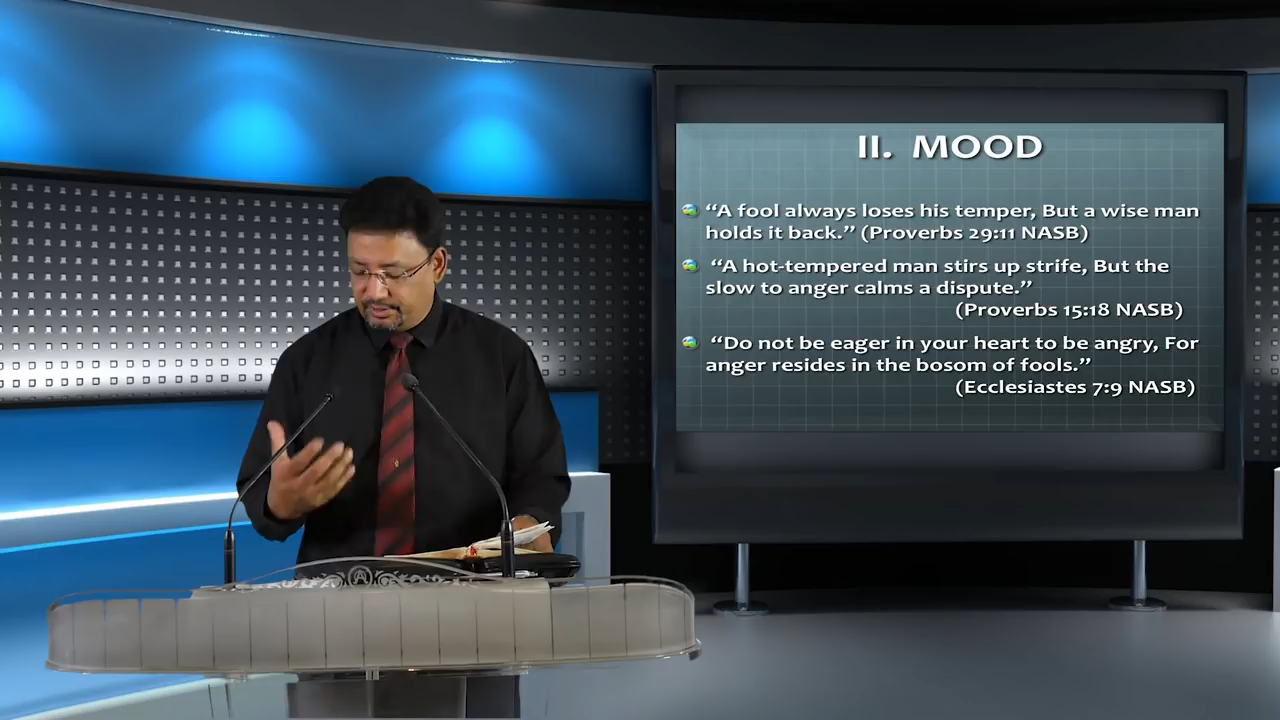 II. MOOD
“A fool always loses his temper, But a wise man
holds it back.” (Proverbs 29:11 NASB)
“A hot-tempered man stirs up strife, But the
slow to anger calms a dispute.”
(Proverbs 15:18 NASB)
“Do not be eager in your heart to be angry, For
anger resides in the bosom of fools.”
(Ecclesiastes 7:9 NASB)